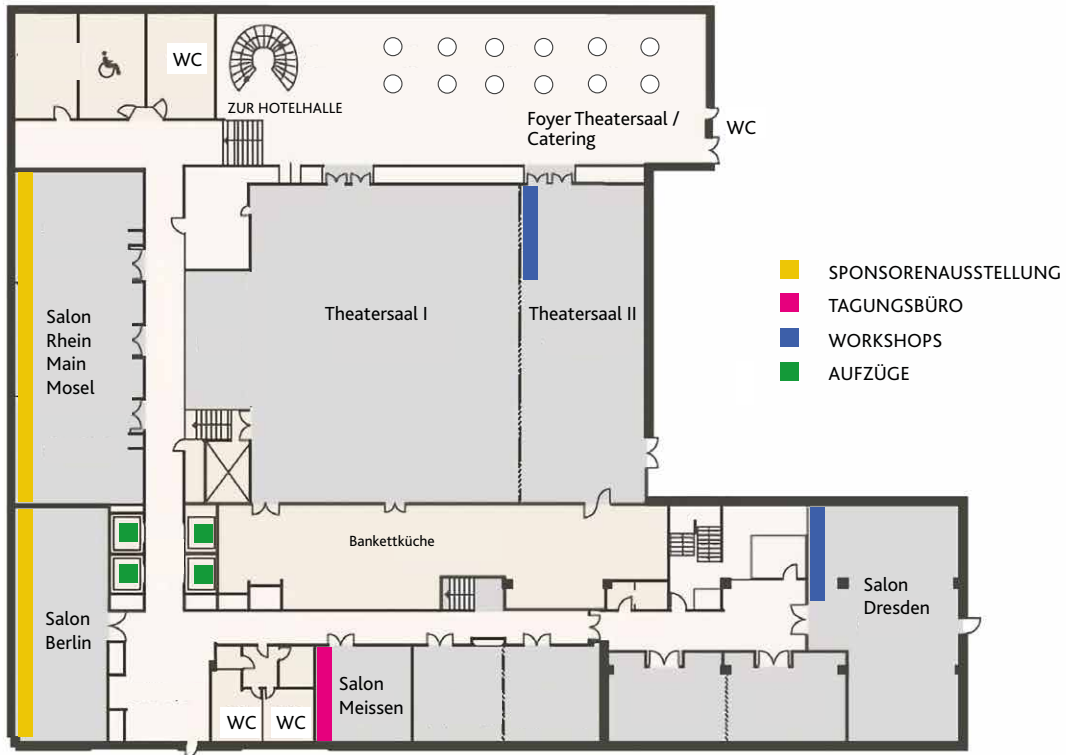 WC
ZUR HOTELHALLE
Foyer Theatersaal /
Catering
WC
Salon
Rhein
Main
Mosel
Theatersaal I
Theatersaal II
SPONSORENAUSSTELLUNG
TAGUNGSBÜRO
WORKSHOPS
AUFZÜGE
Bankettküche
Salon
Berlin
Salon
Dresden
WC
WC
Salon
Meissen